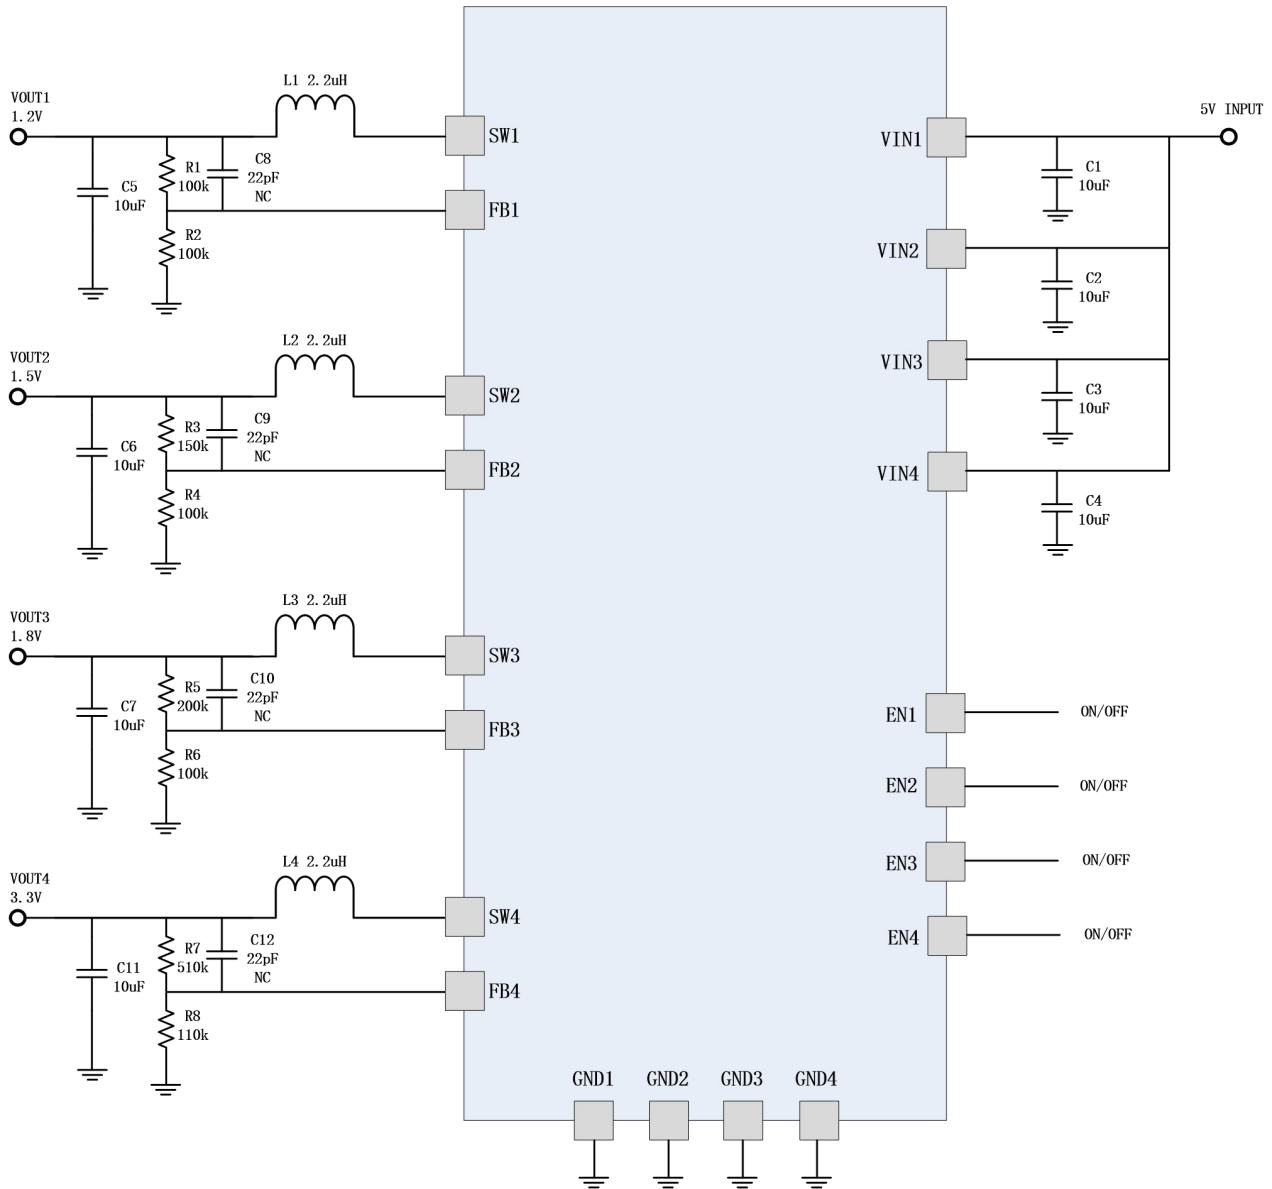 L1 2.2uH
VOUT1
1.2V
SW1
R1
100k
C8
22pF
NC
C5
10uF
FB1
R2
100k
L2 2.2uH
VOUT2
1.5V
SW2
R3
150k
C9
22pF
NC
C6
10uF
FB2
R4
100k
L3 2.2uH
VOUT3
1.8V
SW3
R5
200k
C10
22pF
NC
C7
10uF
FB3
R6
100k
L4 2.2uH
VOUT4
3.3V
SW4
R7
510k
C12
22pF
NC
C11
10uF
FB4
R8
110k
5V INPUT
VIN1
C1
10uF
VIN2
C2
10uF
VIN3
C3
10uF
VIN4
C4
10uF
EN1
ON/OFF
EN2
ON/OFF
EN3
ON/OFF
EN4
ON/OFF
GND1 GND2 GND3 GND4